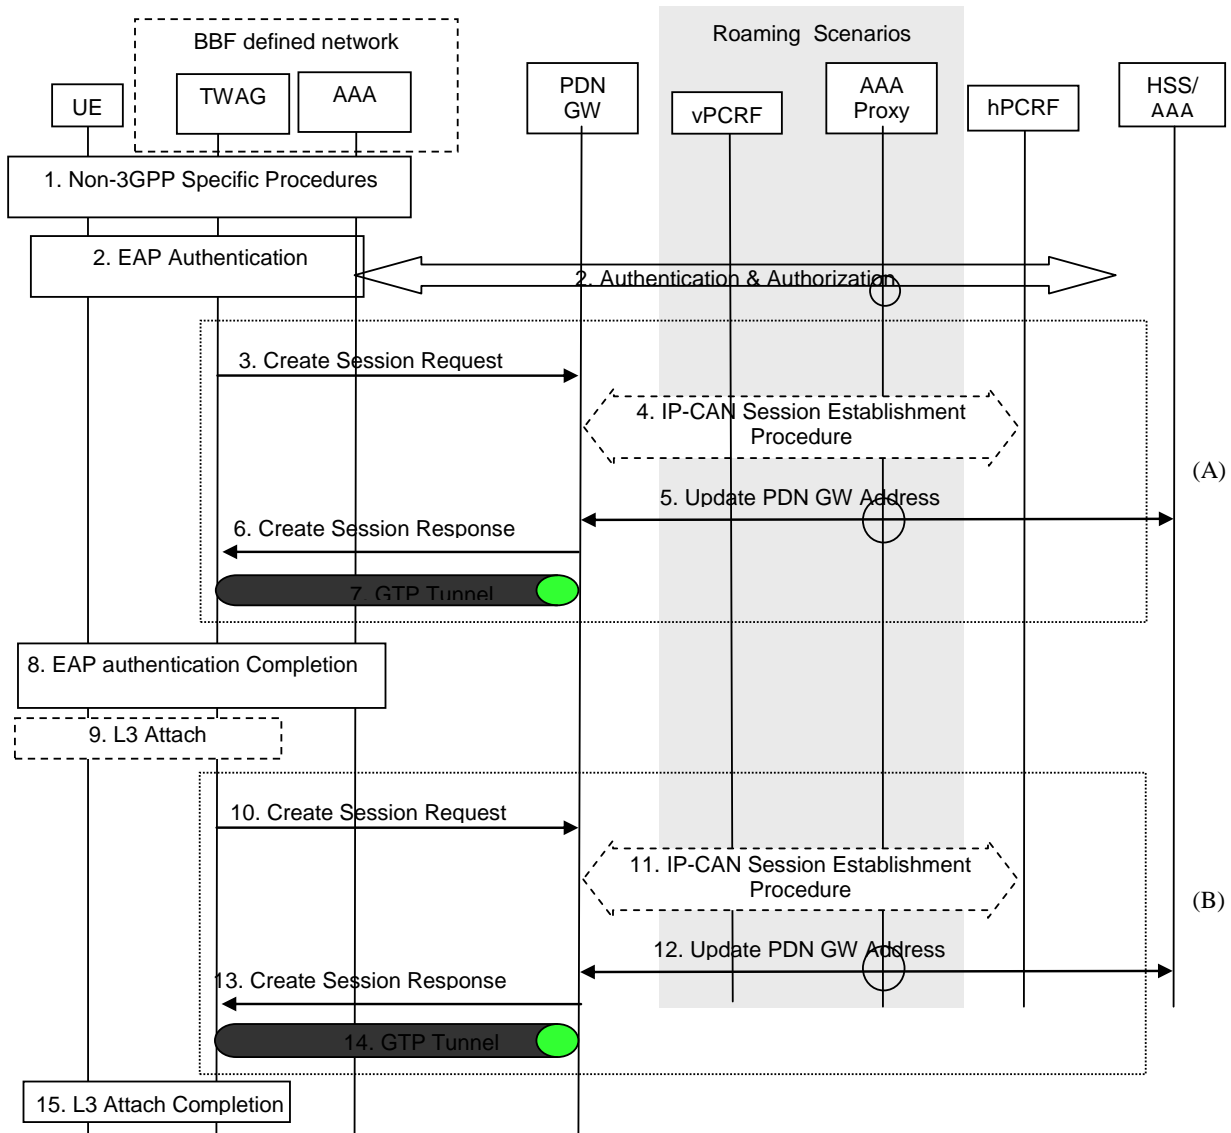 BBF defined network
Roaming Scenarios
UE
TWAG
AAA
PDN
GW
vPCRF
AAA
Proxy
hPCRF
HSS/
AAA
1. Non-3GPP Specific Procedures
2. EAP Authentication
2. Authentication & Authorization
3. Create Session Request
4. IP-CAN Session Establishment
Procedure
(A)
5. Update PDN GW Address
6. Create Session Response
7. GTP Tunnel
8. EAP authentication Completion
9. L3 Attach
10. Create Session Request
11. IP-CAN Session Establishment
Procedure
(B)
12. Update PDN GW Address
13. Create Session Response
14. GTP Tunnel
15. L3 Attach Completion